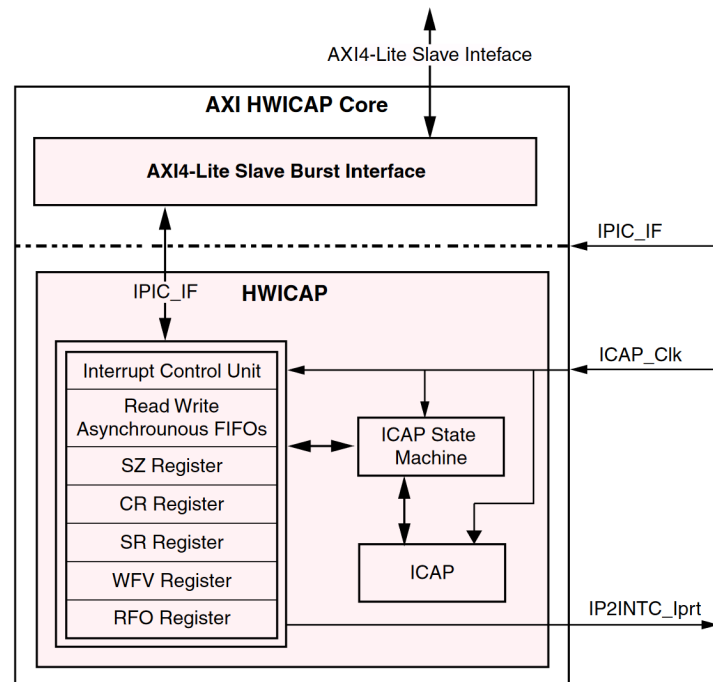 AXI4-Lite Slave Inteface
AXI HWICAP Core
AXI4-Lite Slave Burst Interface
IPIC_IF
IPIC_IF
HWICAP
ICAP_Clk
Interrupt Control Unit
Read Write
Asynchrounous FIFOs
SZ Register
CR Register
SR Register
WFV Register
RFO Register
ICAP State
Machine
ICAP
IP2INTC_Iprt